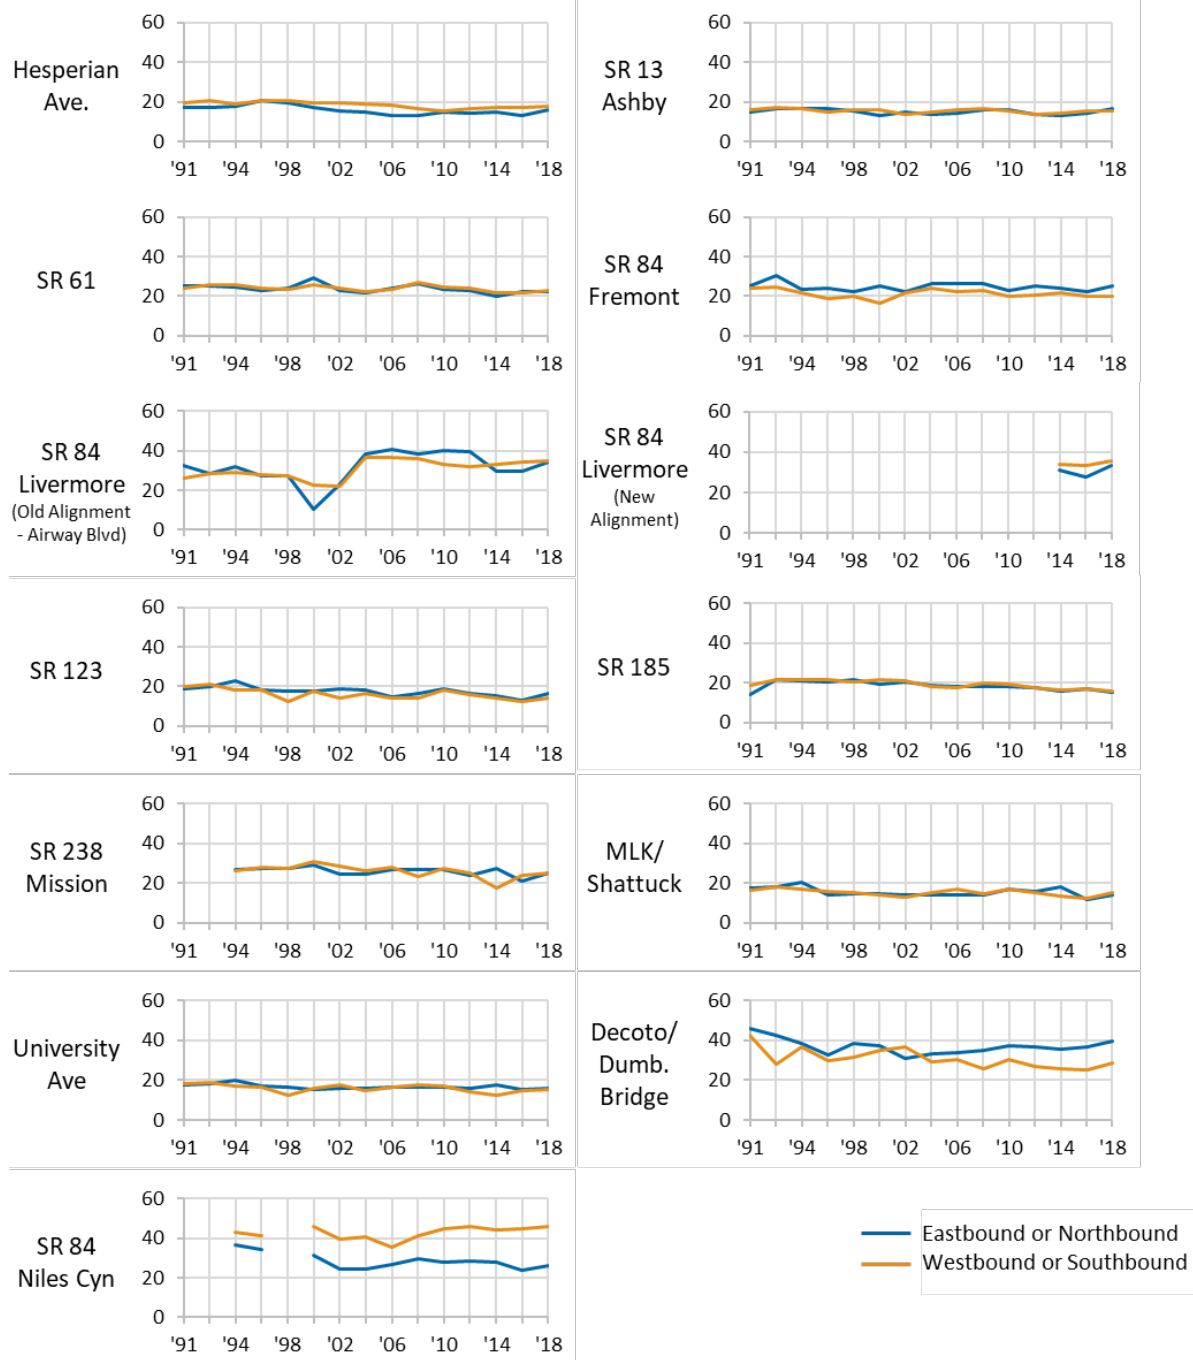 Hesperian
Ave.
60
40
20
0
'91 '94 '98 '02 '06 '10 '14 '18
SR 13
Ashby
60
40
20
0
'91 '94 '98 '02 '06 '10 '14 '18
SR 61
60
40
20
0
'91 '94 '98 '02 '06 '10 '14 '18
SR 84
Fremont
60
40
20
0
'91 '94 '98 '02 '06 '10 '14 '18
SR 84
Livermore
(Old Alignment
- Airway Blvd)
60
40
20
0
'91 '94 '98 '02 '06 '10 '14 '18
SR 84
Livermore
(New
Alignment)
60
40
20
0
'91 '94 '98 '02 '06 '10 '14 '18
SR 123
60
40
20
0
'91 '94 '98 '02 '06 '10 '14 '18
SR 185
60
40
20
0
'91 '94 '98 '02 '06 '10 '14 '18
SR 238
Mission
60
40
20
0
'91 '94 '98 '02 '06 '10 '14 '18
MLK/
Shattuck
60
40
20
0
'91 '94 '98 '02 '06 '10 '14 '18
University
Ave
60
40
20
0
'91 '94 '98 '02 '06 '10 '14 '18
Decoto/
Dumb.
Bridge
60
40
20
0
'91 '94 '98 '02 '06 '10 '14 '18
SR 84
Niles Cyn
60
40
20
0
'91 '94 '98 '02 '06 '10 '14 '18
Eastbound or Northbound
Westbound or Southbound